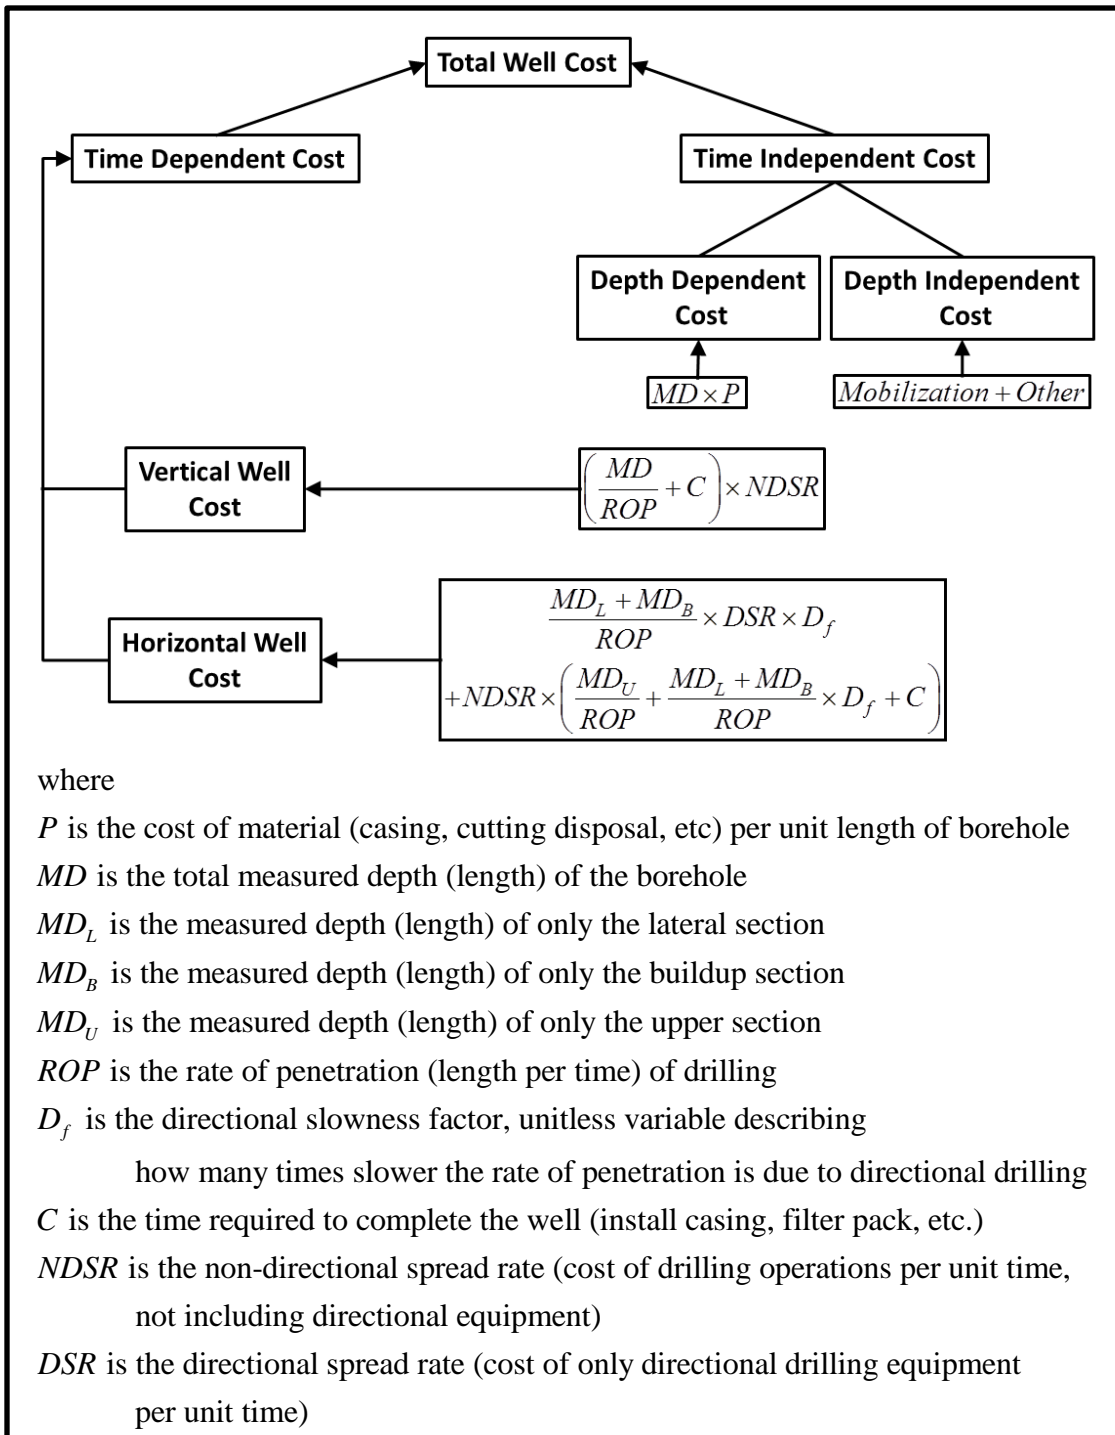 Total Well Cost
Time Dependent Cost
Time Independent Cost
Depth Dependent
Cost
Depth Independent
Cost
MD × P
Mobilization + Other
Vertical Well
Cost
(MD/ROP + C) × NDSR
Horizontal Well
Cost
(MD_L + MD_B)/ROP × DSR × D_f
+NDSR × (MD_U/ROP + (MD_L + MD_B)/ROP × D_f + C)
where
P is the cost of material (casing, cutting disposal, etc) per unit length of borehole
MD is the total measured depth (length) of the borehole
MD_L is the measured depth (length) of only the lateral section
MD_B is the measured depth (length) of only the buildup section
MD_U is the measured depth (length) of only the upper section
ROP is the rate of penetration (length per time) of drilling
D_f is the directional slowness factor, unitless variable describing
how many times slower the rate of penetration is due to directional drilling
C is the time required to complete the well (install casing, filter pack, etc.)
NDSR is the non-directional spread rate (cost of drilling operations per unit time,
not including directional equipment)
DSR is the directional spread rate (cost of only directional drilling equipment
per unit time)